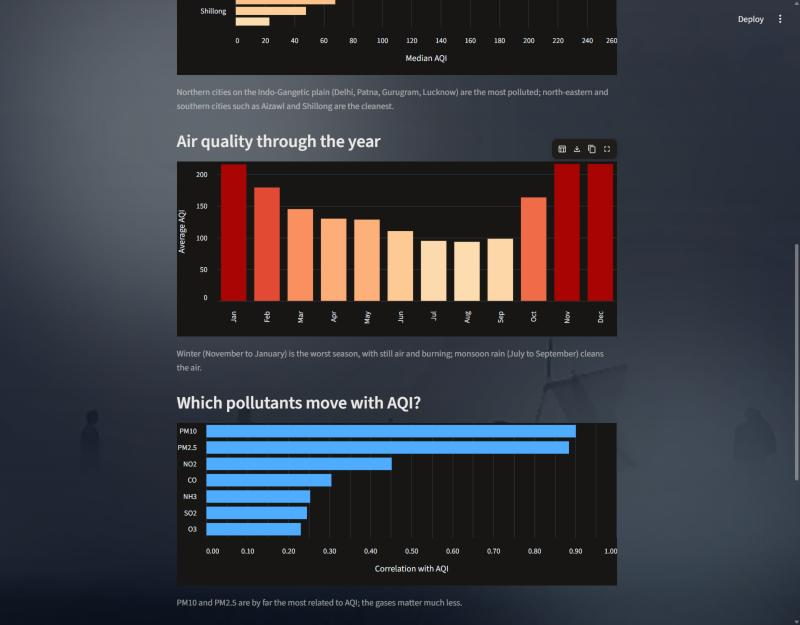 Deploy
Shillong
0 20 40 60 80 100 120 140 160 180 200 220 240 260
Median AQI
Northern cities on the Indo-Gangetic plain (Delhi, Patna, Gurugram, Lucknow) are the most polluted; north-eastern and
southern cities such as Aizawl and Shillong are the cleanest.
Air quality through the year
200
150
100
50
0
Average AQI
Jan Feb Mar Apr May Jun Jul Aug Sep Oct Nov Dec
Winter (November to January) is the worst season, with still air and burning; monsoon rain (July to September) cleans
the air.
Which pollutants move with AQI?
PM10
PM2.5
NO2
CO
NH3
SO2
O3
0.00 0.10 0.20 0.30 0.40 0.50 0.60 0.70 0.80 0.90 1.00
Correlation with AQI
PM10 and PM2.5 are by far the most related to AQI; the gases matter much less.